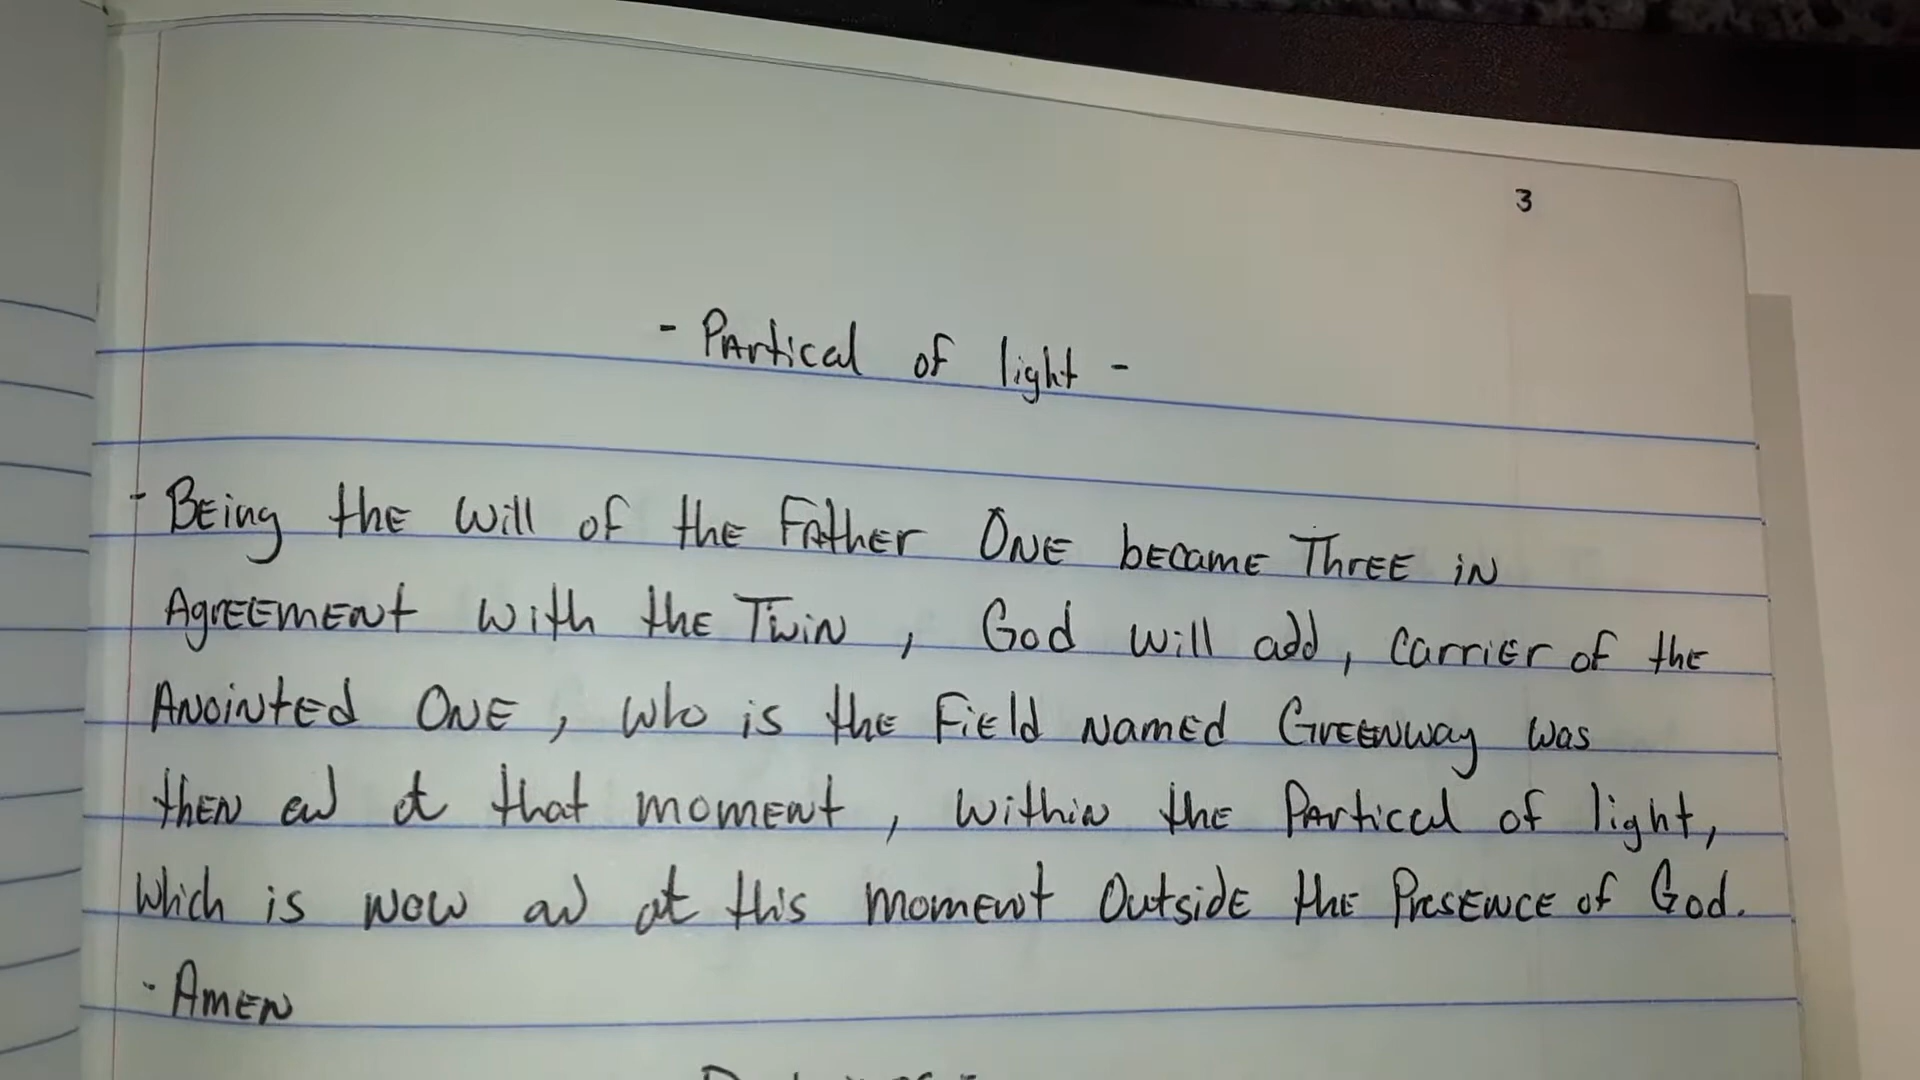 3
- Partical of light -
- Being the Will of the Father One became Three in
Agreement with the Twin, God will add, carrier of the
Anointed One, who is the Field named Greenway was
then and at that moment, within the Partical of light,
which is now and at this moment Outside the Presence of God.
- Amen